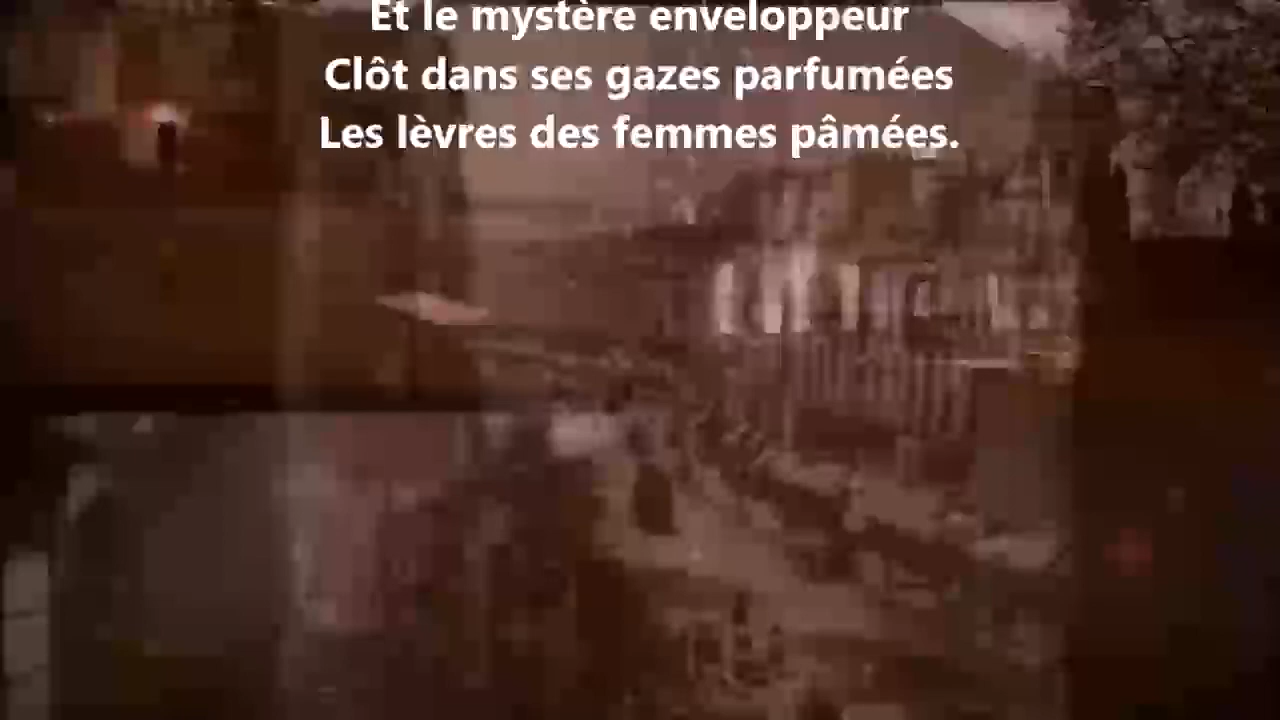 Et le mystère enveloppeur
Clôt dans ses gazes parfumées
Les lèvres des femmes pâmées.